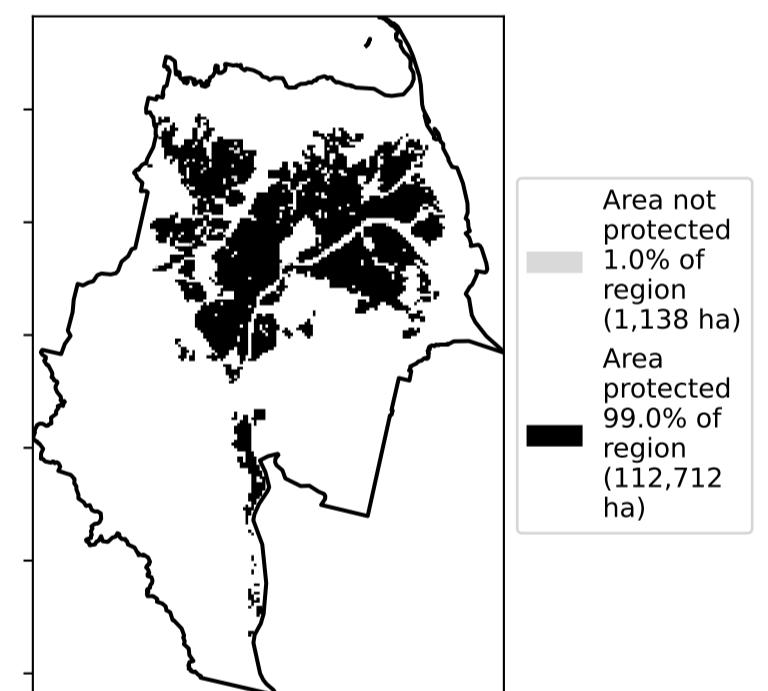 Area not
protected
1.0% of
region
(1,138 ha)
Area
protected
99.0% of
region
(112,712
ha)